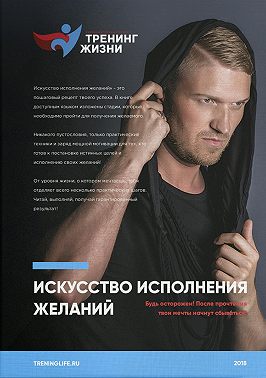 ТРЕНИНГ
ЖИЗНИ
Искусство исполнения желаний» - это
пошаговый рецепт твоего успеха. В книге
доступным языком изложены стадии, которые
необходимо пройти для получения желаемого.
Никакого пустословия, только практические
техники и заряд мощной мотивации для тех, кто
готов к постановке истинных целей и
исполнению своих желаний!
От уровня жизни, о котором мечтаешь, тебя
отделяет всего несколько практических шагов.
Читай, выполняй, получай гарантированный
результат!
ИСКУССТВО ИСПОЛНЕНИЯ
ЖЕЛАНИЙ
Будь осторожен! После прочтения
твои мечты начнут сбываться.
TRENINGLIFE.RU
2018